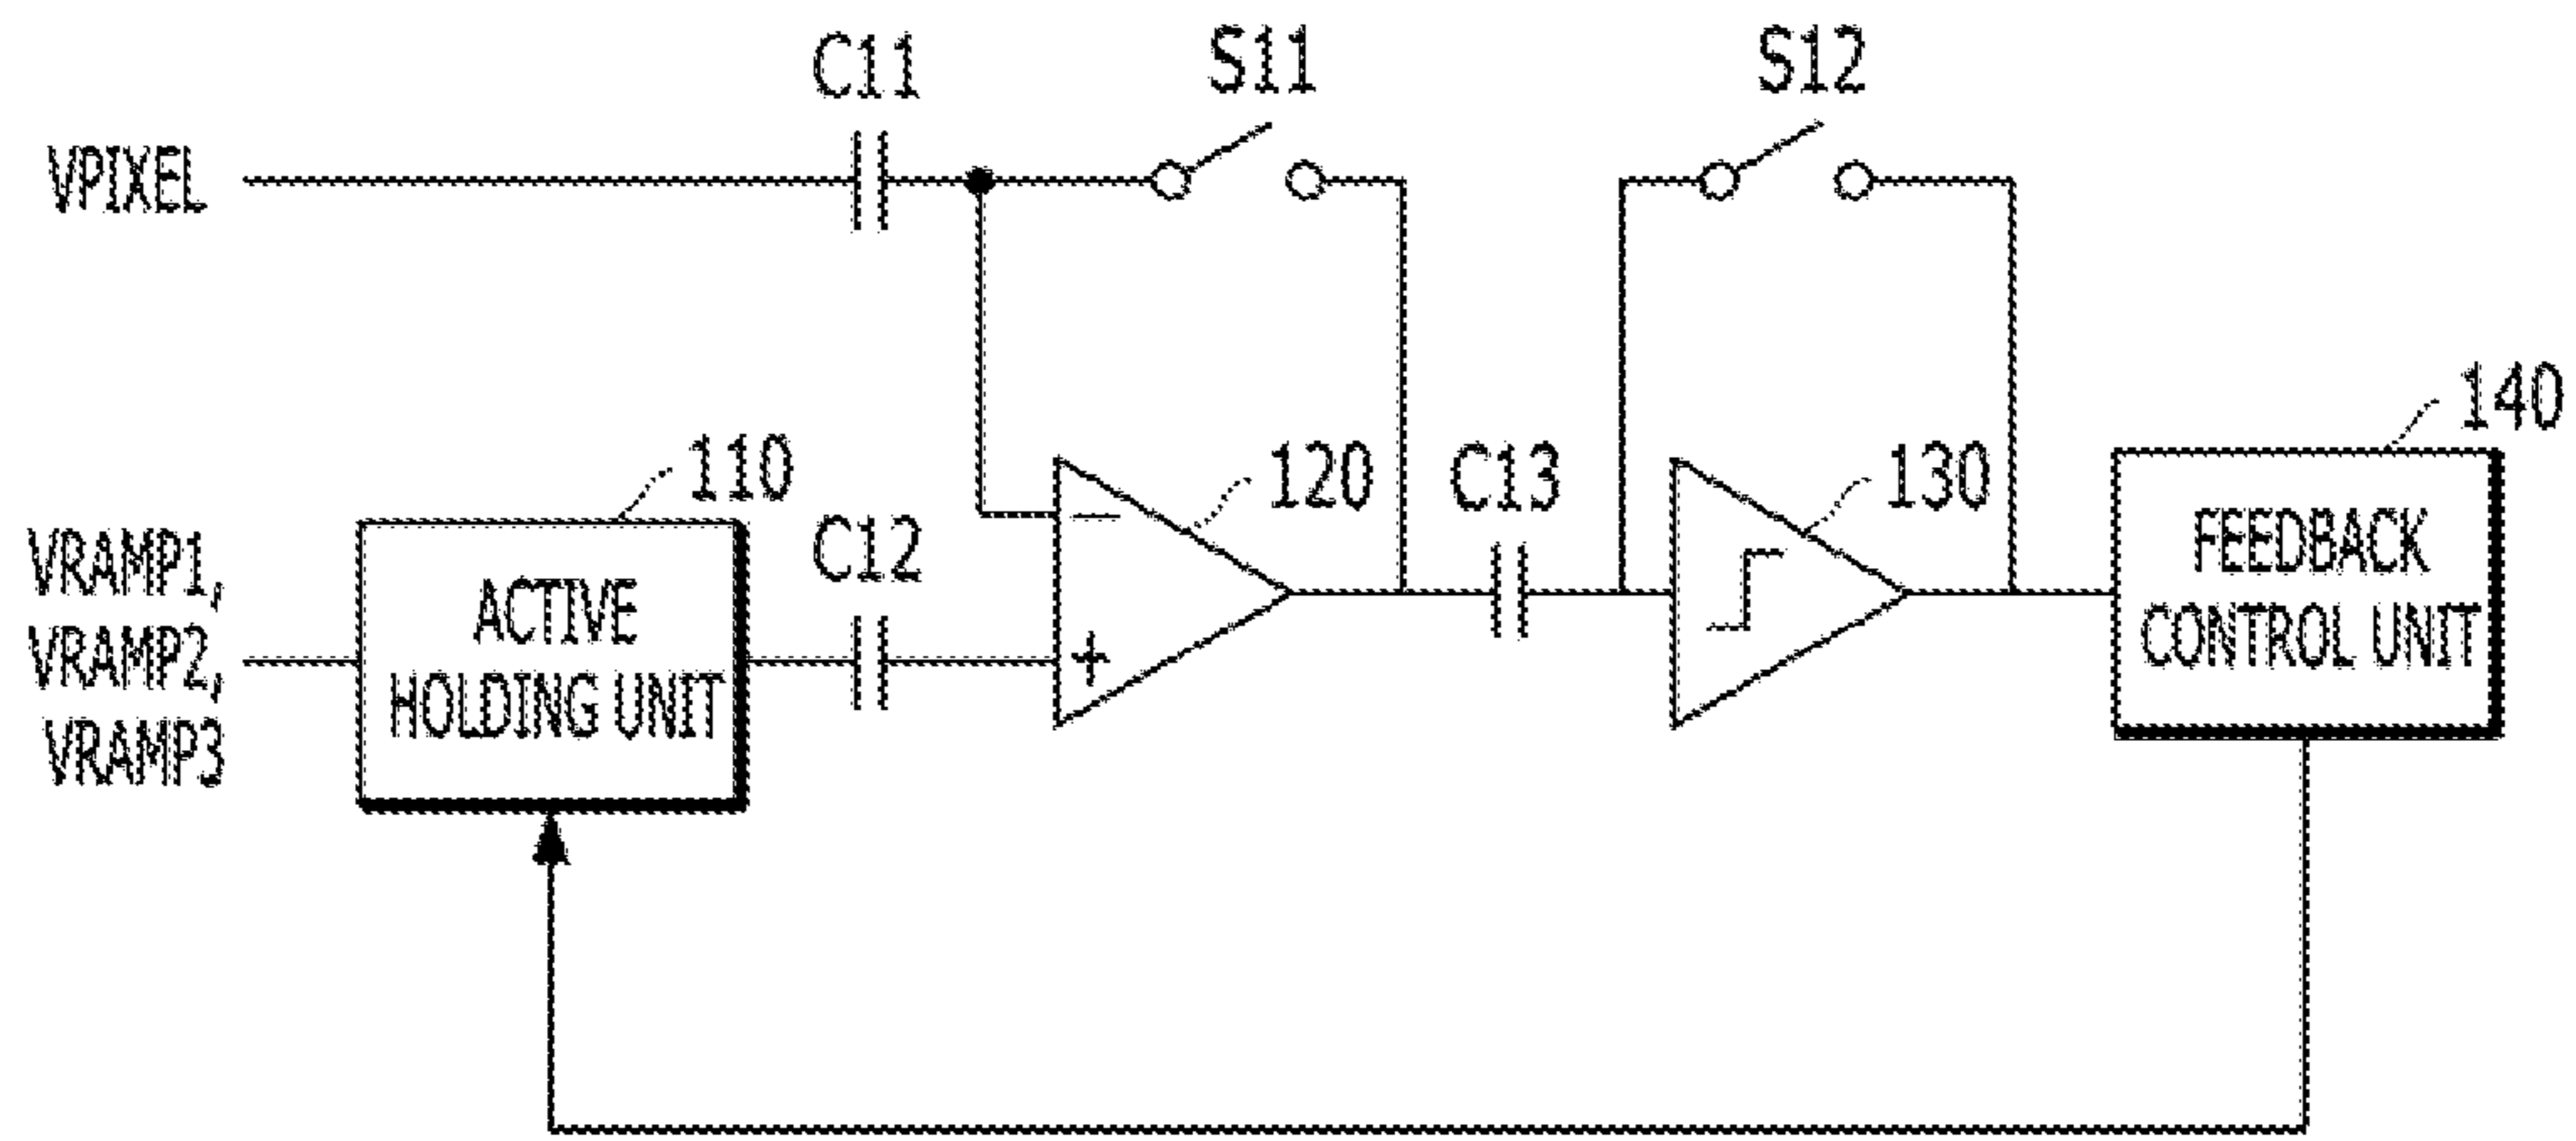 C11
S11
S12
VPIXEL
140
110
120
C13
130
VRAMP1,
VRAMP2,
VRAMP3
ACTIVE
HOLDING UNIT
C12
−
+
FEEDBACK
CONTROL UNIT